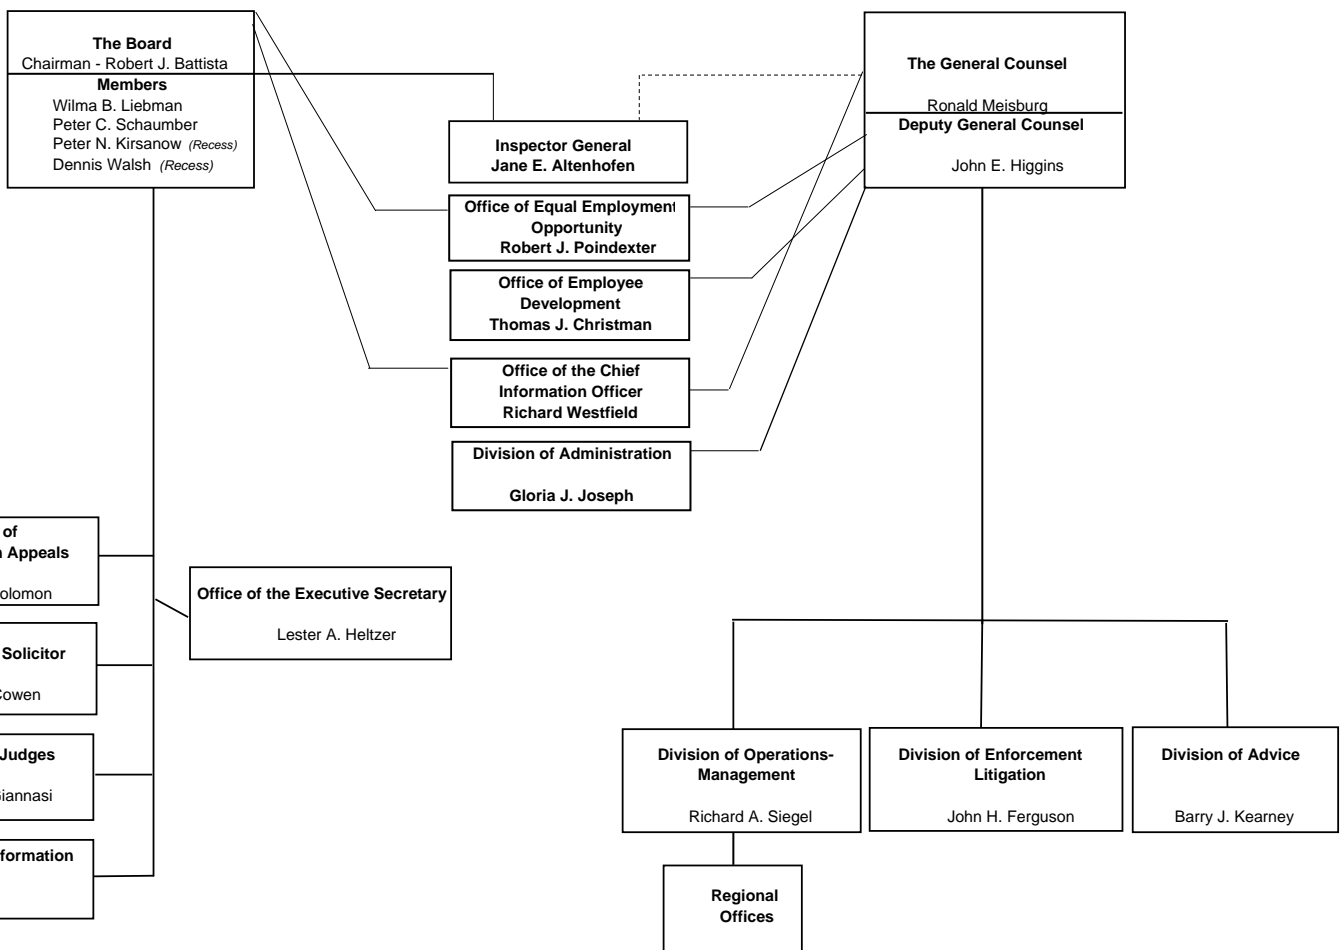 The Board
Chairman - Robert J. Battista
Members
Wilma B. Liebman
Peter C. Schaumber
Peter N. Kirsanow (Recess)
Dennis Walsh (Recess)
The General Counsel
Ronald Meisburg
Deputy General Counsel
John E. Higgins
Inspector General
Jane E. Altenhofen
Office of Equal Employment
Opportunity
Robert J. Poindexter
Office of Employee
Development
Thomas J. Christman
Office of the Chief
Information Officer
Richard Westfield
Division of Administration
Gloria J. Joseph
of
Appeals
olomon
Office of the Executive Secretary
Lester A. Heltzer
Solicitor
Cowen
Judges
Giannasi
formation
Division of Operations-
Management
Richard A. Siegel
Division of Enforcement
Litigation
John H. Ferguson
Division of Advice
Barry J. Kearney
Regional
Offices